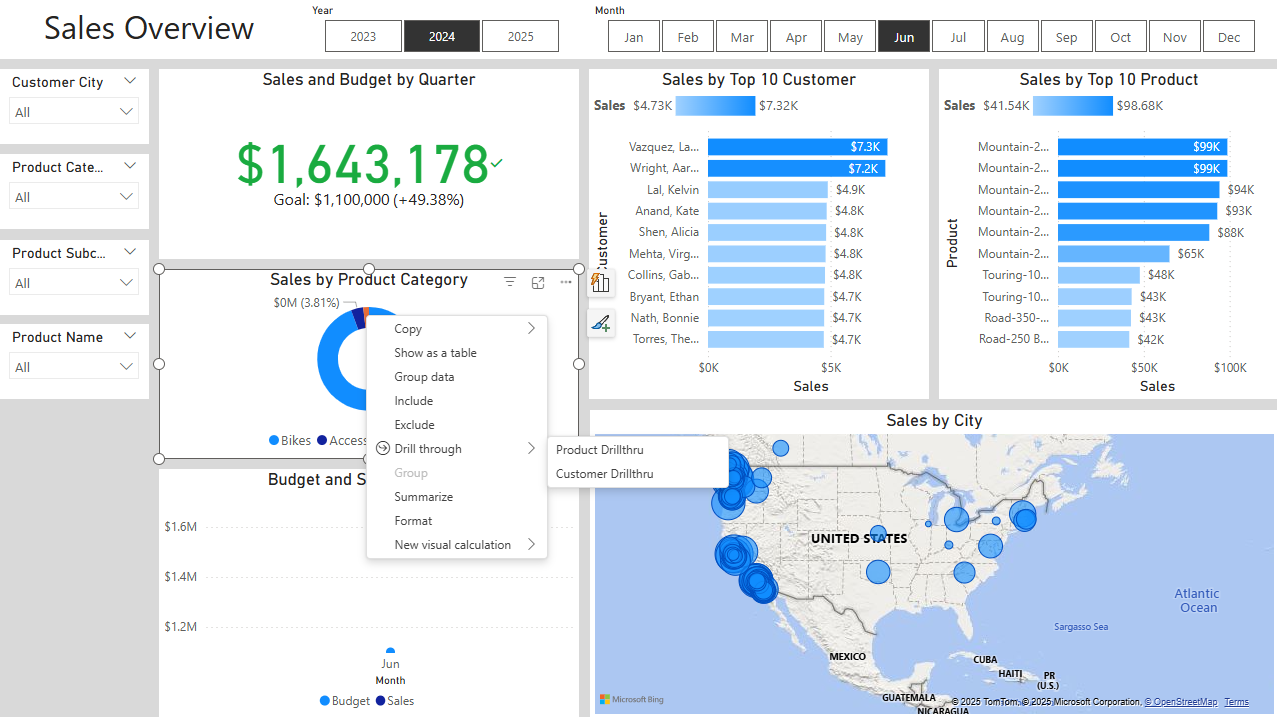 Sales Overview
Year
2023 2024 2025
Month
Jan Feb Mar Apr May Jun Jul Aug Sep Oct Nov Dec
Customer City
All
Product Cate...
All
Product Subc...
All
Product Name
All
Sales and Budget by Quarter
$1,643,178
Goal: $1,100,000 (+49.38%)
Sales by Product Category
$0M (3.81%)
Bikes Access
Copy
Show as a table
Group data
Include
Exclude
Drill through
Group
Summarize
Format
New visual calculation
Product Drillthru
Customer Drillthru
Budget and S
$1.6M
$1.4M
$1.2M
Jun
Month
Budget Sales
Sales by Top 10 Customer
Sales $4.73K $7.32K
Customer
Vazquez, La... $7.3K
Wright, Aar... $7.2K
Lal, Kelvin $4.9K
Anand, Kate $4.8K
Shen, Alicia $4.8K
Mehta, Virg... $4.8K
Collins, Gab... $4.8K
Bryant, Ethan $4.7K
Nath, Bonnie $4.7K
Torres, The... $4.7K
$0K $5K
Sales
Sales by Top 10 Product
Sales $41.54K $98.68K
Product
Mountain-2... $99K
Mountain-2... $99K
Mountain-2... $94K
Mountain-2... $93K
Mountain-2... $88K
Mountain-2... $65K
Touring-10... $48K
Touring-10... $43K
Road-350-... $43K
Road-250 B... $42K
$0K $50K $100K
Sales
Sales by City
UNITED STATES
Atlantic
Ocean
Sargasso Sea
MEXICO
CUBA
HAITI
PR
(U.S.)
GUATEMALA
NICARAGUA
Microsoft Bing
© 2025 TomTom, © 2025 Microsoft Corporation, © OpenStreetMap Terms